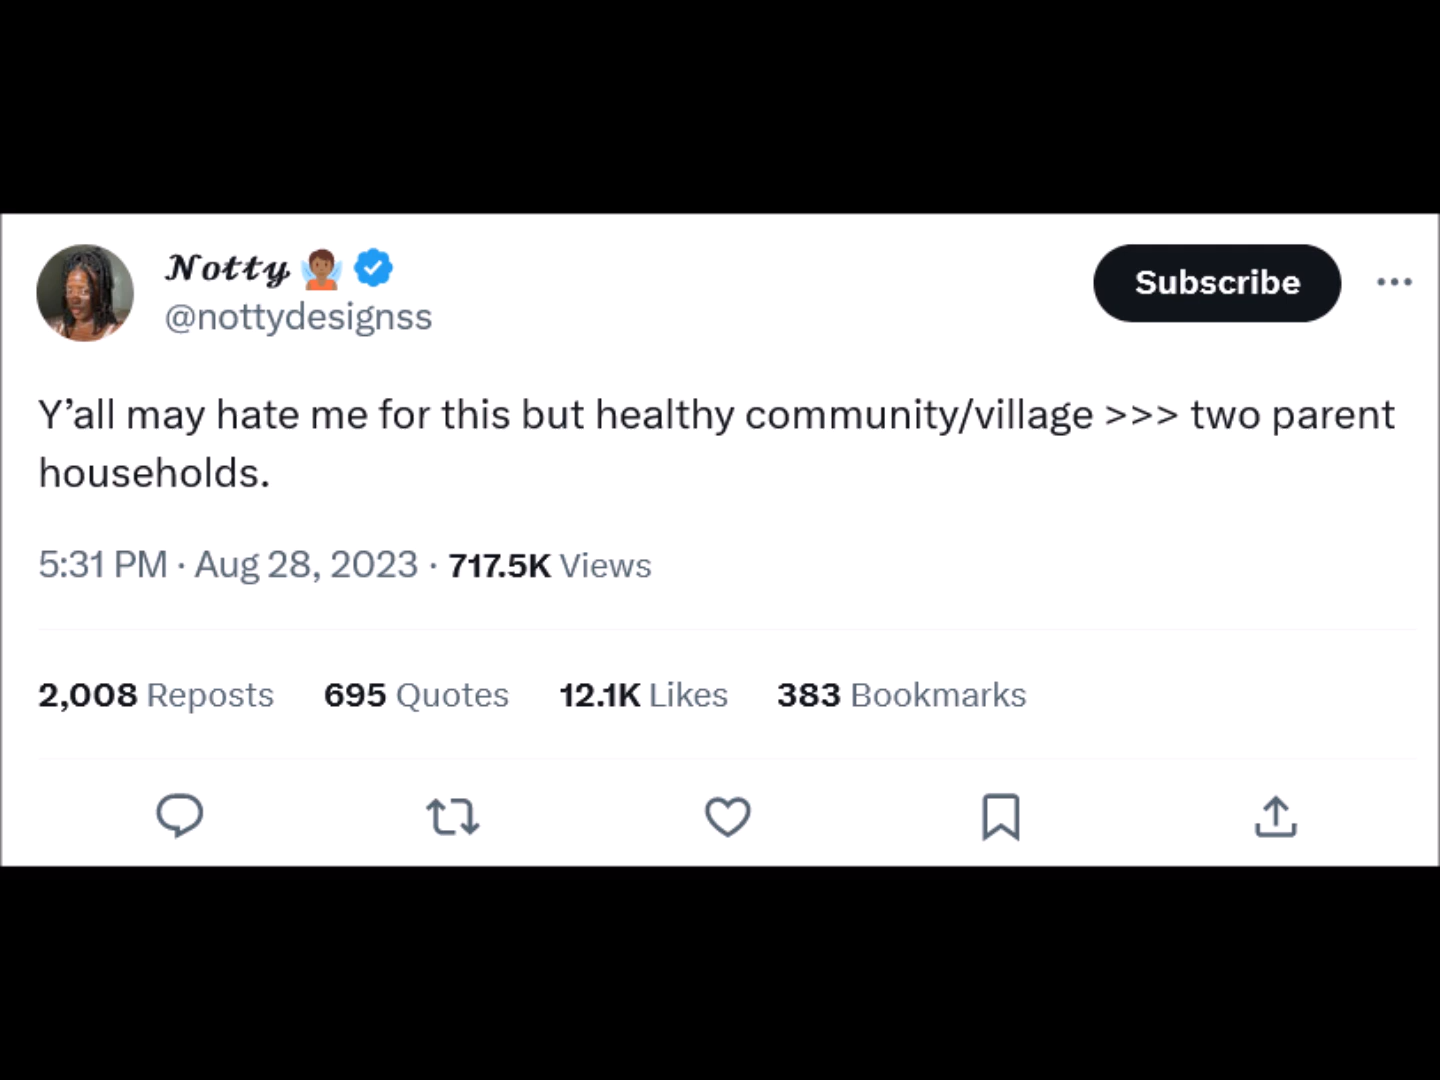 𝓝𝓸𝓽𝓽𝔂 🧚🏾
@nottydesignss
Subscribe
Y’all may hate me for this but healthy community/village >>> two parent
households.
5:31 PM · Aug 28, 2023 · 717.5K Views
2,008 Reposts 695 Quotes 12.1K Likes 383 Bookmarks